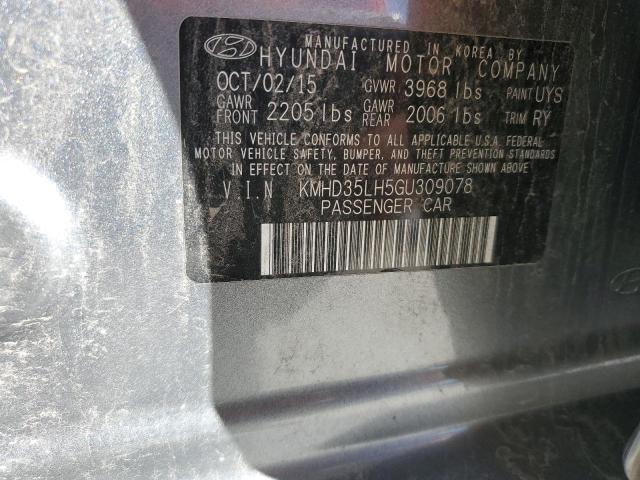 MANUFACTURED IN KOREA BY
HYUNDAI MOTOR COMPANY
OCT/02/15 GVWR 3968 lbs PAINT UYS
GAWR FRONT 2205 lbs GAWR REAR 2006 lbs TRIM RY
THIS VEHICLE CONFORMS TO ALL APPLICABLE U.S.A. FEDERAL
MOTOR VEHICLE SAFETY, BUMPER, AND THEFT PREVENTION STANDARDS
IN EFFECT ON THE DATE OF MANUFACTURE SHOWN ABOVE.
V.I.N KMHD35LH5GU309078
PASSENGER CAR